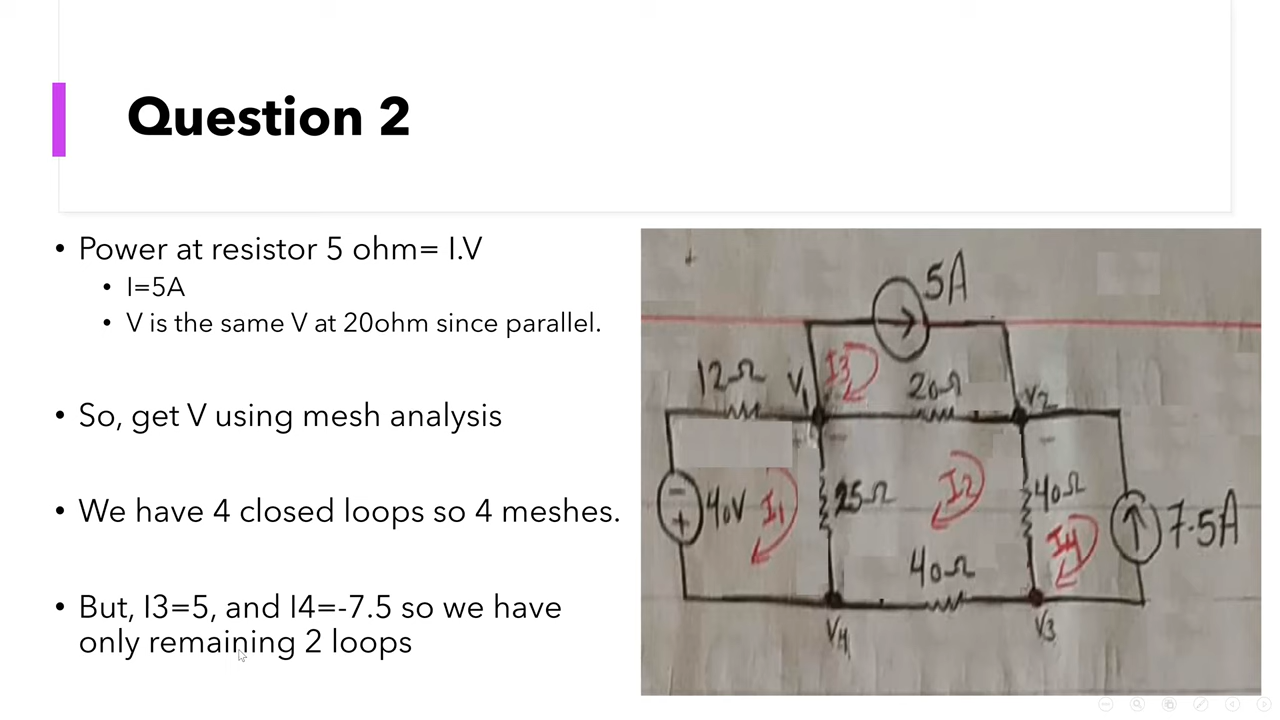 Question 2
• Power at resistor 5 ohm= I.V
• I=5A
• V is the same V at 20ohm since parallel.
• So, get V using mesh analysis
• We have 4 closed loops so 4 meshes.
• But, I3=5, and I4=-7.5 so we have
only remaining 2 loops
5A
I3
12Ω
V1
20Ω
V2
40V
I1
25Ω
I2
40Ω
I4
7.5A
40Ω
V4
V3